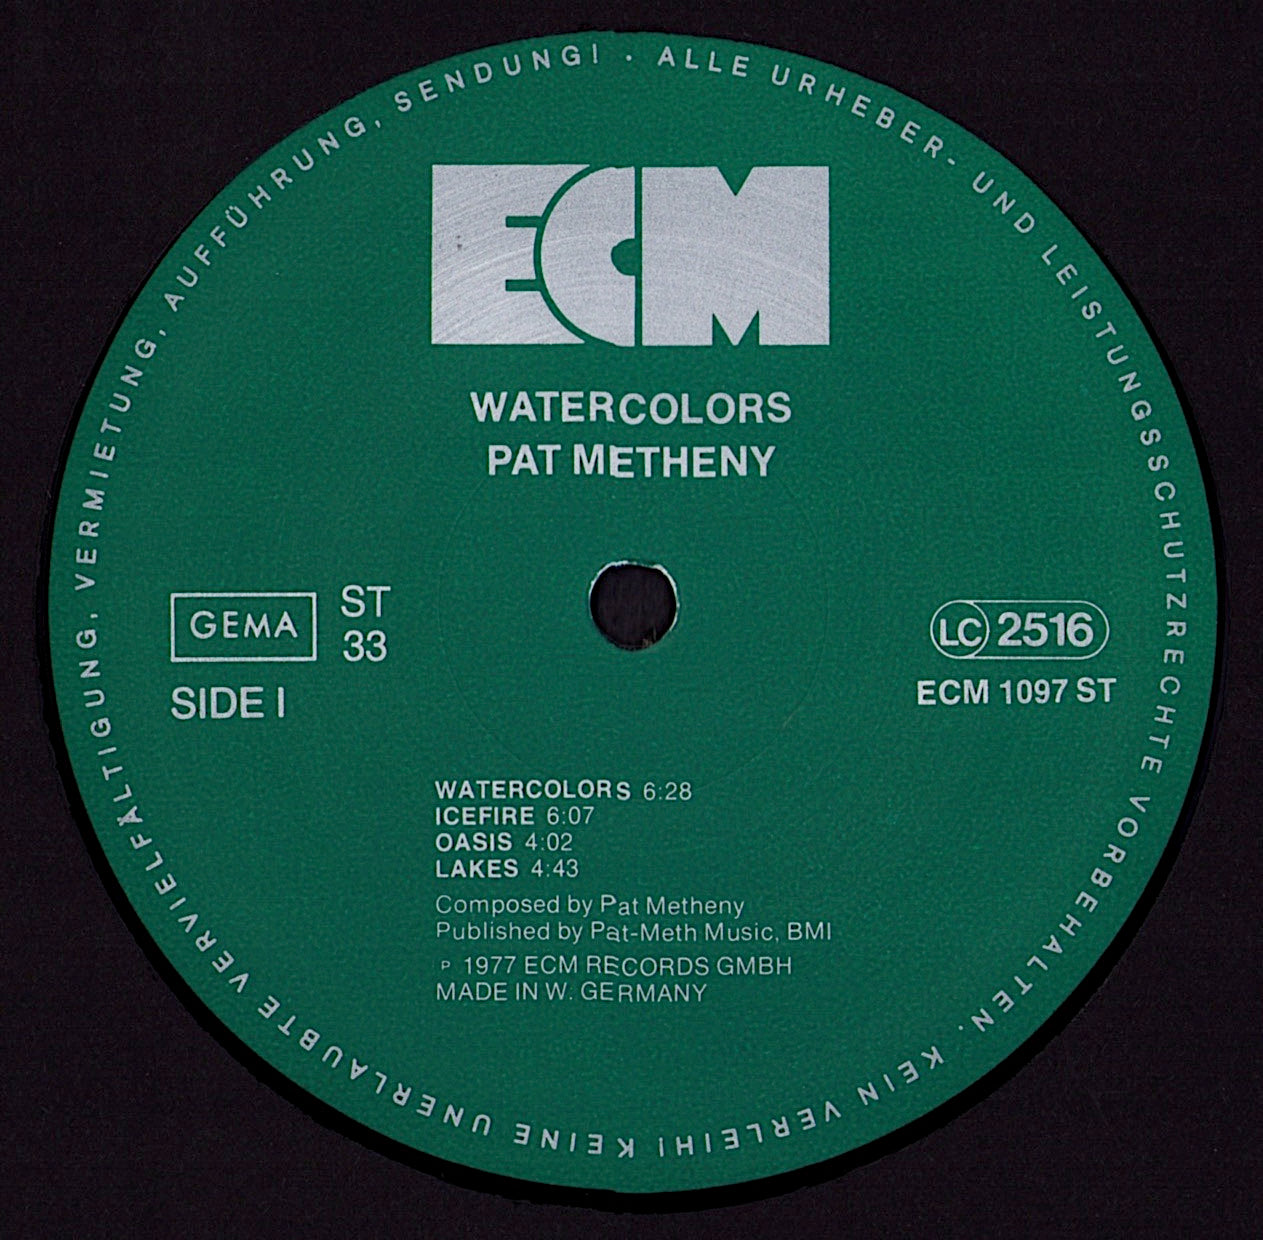 ALLE URHEBER- UND LEISTUNGSSCHUTZRECHTE VORBEHALTEN. KEIN VERLEIH! KEINE UNERLAUBTE VERVIELFÄLTIGUNG, VERMIETUNG, AUFFÜHRUNG, SENDUNG! ·
ECM
WATERCOLORS
PAT METHENY
GEMA
ST
33
SIDE I
LC 2516
ECM 1097 ST
WATERCOLORS 6:28
ICEFIRE 6:07
OASIS 4:02
LAKES 4:43
Composed by Pat Metheny
Published by Pat-Meth Music, BMI
P 1977 ECM RECORDS GMBH
MADE IN W. GERMANY